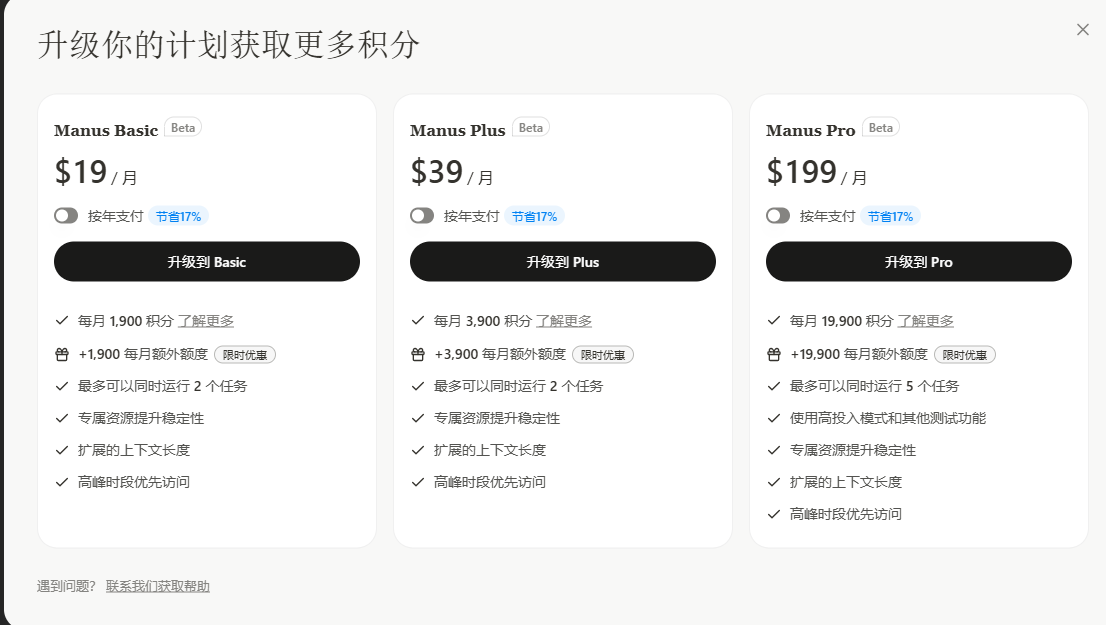 升级你的计划获取更多积分
Manus Basic Beta
$19 / 月
按年支付 节省17%
升级到 Basic
每月 1,900 积分 了解更多
+1,900 每月额外额度 限时优惠
最多可以同时运行 2 个任务
专属资源提升稳定性
扩展的上下文长度
高峰时段优先访问
Manus Plus Beta
$39 / 月
按年支付 节省17%
升级到 Plus
每月 3,900 积分 了解更多
+3,900 每月额外额度 限时优惠
最多可以同时运行 2 个任务
专属资源提升稳定性
扩展的上下文长度
高峰时段优先访问
Manus Pro Beta
$199 / 月
按年支付 节省17%
升级到 Pro
每月 19,900 积分 了解更多
+19,900 每月额外额度 限时优惠
最多可以同时运行 5 个任务
使用高投入模式和其他测试功能
专属资源提升稳定性
扩展的上下文长度
高峰时段优先访问
遇到问题? 联系我们获取帮助